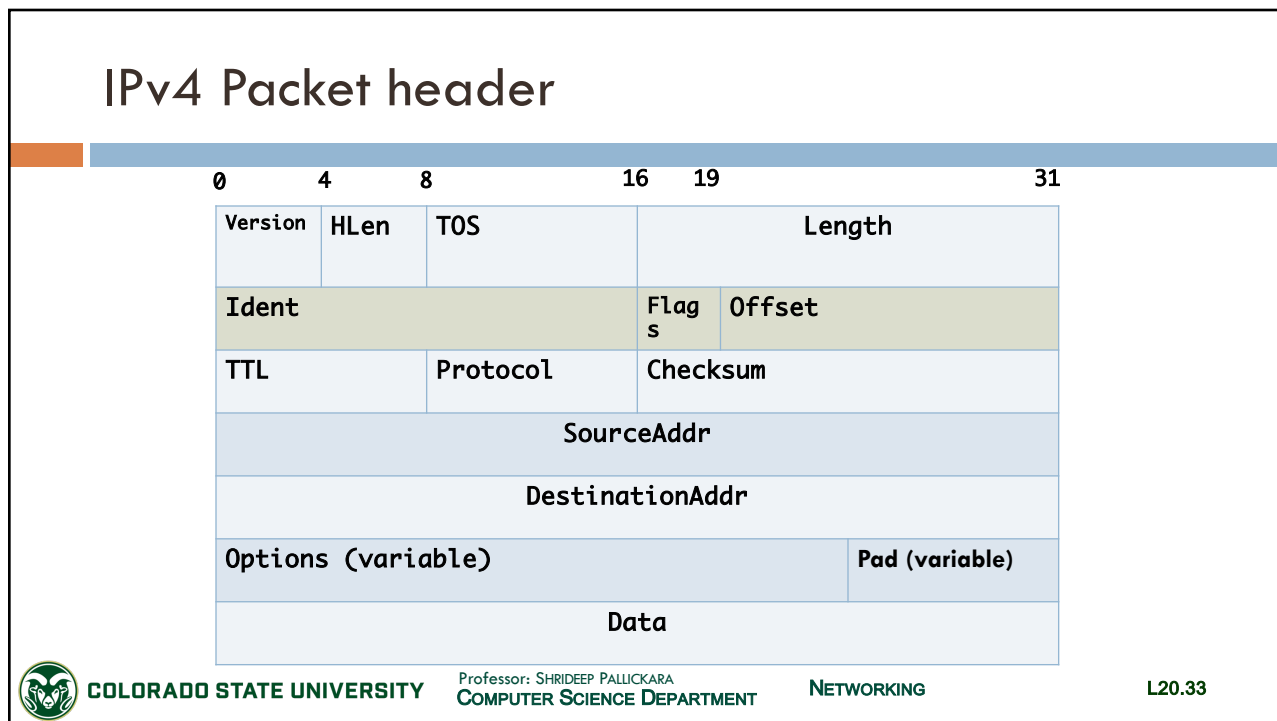 IPv4 Packet header
0 4 8 16 19 31
Version HLen TOS Length
Ident Flag Offset
s
TTL Protocol Checksum
SourceAddr
DestinationAddr
Options (variable) Pad (variable)
Data
COLORADO STATE UNIVERSITY
Professor: SHRIDEEP PALLICKARA
COMPUTER SCIENCE DEPARTMENT
NETWORKING
L20.33